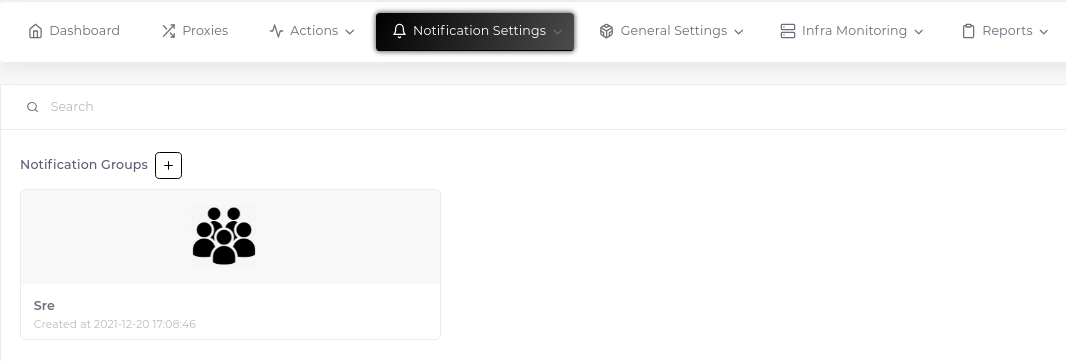 Dashboard Proxies Actions Notification Settings General Settings Infra Monitoring Reports
Search
Notification Groups +
Sre
Created at 2021-12-20 17:08:46